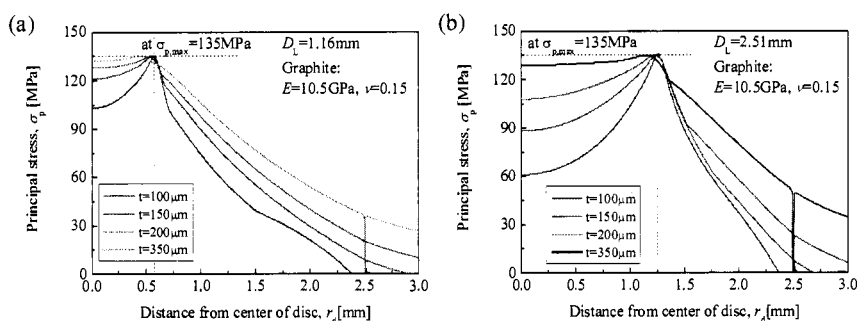 (a)
150
120
90
60
30
0
Principal stress, σp [MPa]
at σp,max=135MPa
DL=1.16mm
Graphite:
E=10.5GPa, ν=0.15
t=100μm
t=150μm
t=200μm
t=350μm
0.0 0.5 1.0 1.5 2.0 2.5 3.0
Distance from center of disc, rd[mm]
(b)
150
120
90
60
30
0
Principal stress, σp [MPa]
at σp,max=135MPa
DL=2.51mm
Graphite:
E=10.5GPa, ν=0.15
t=100μm
t=150μm
t=200μm
t=350μm
0.0 0.5 1.0 1.5 2.0 2.5 3.0
Distance from center of disc, rd[mm]